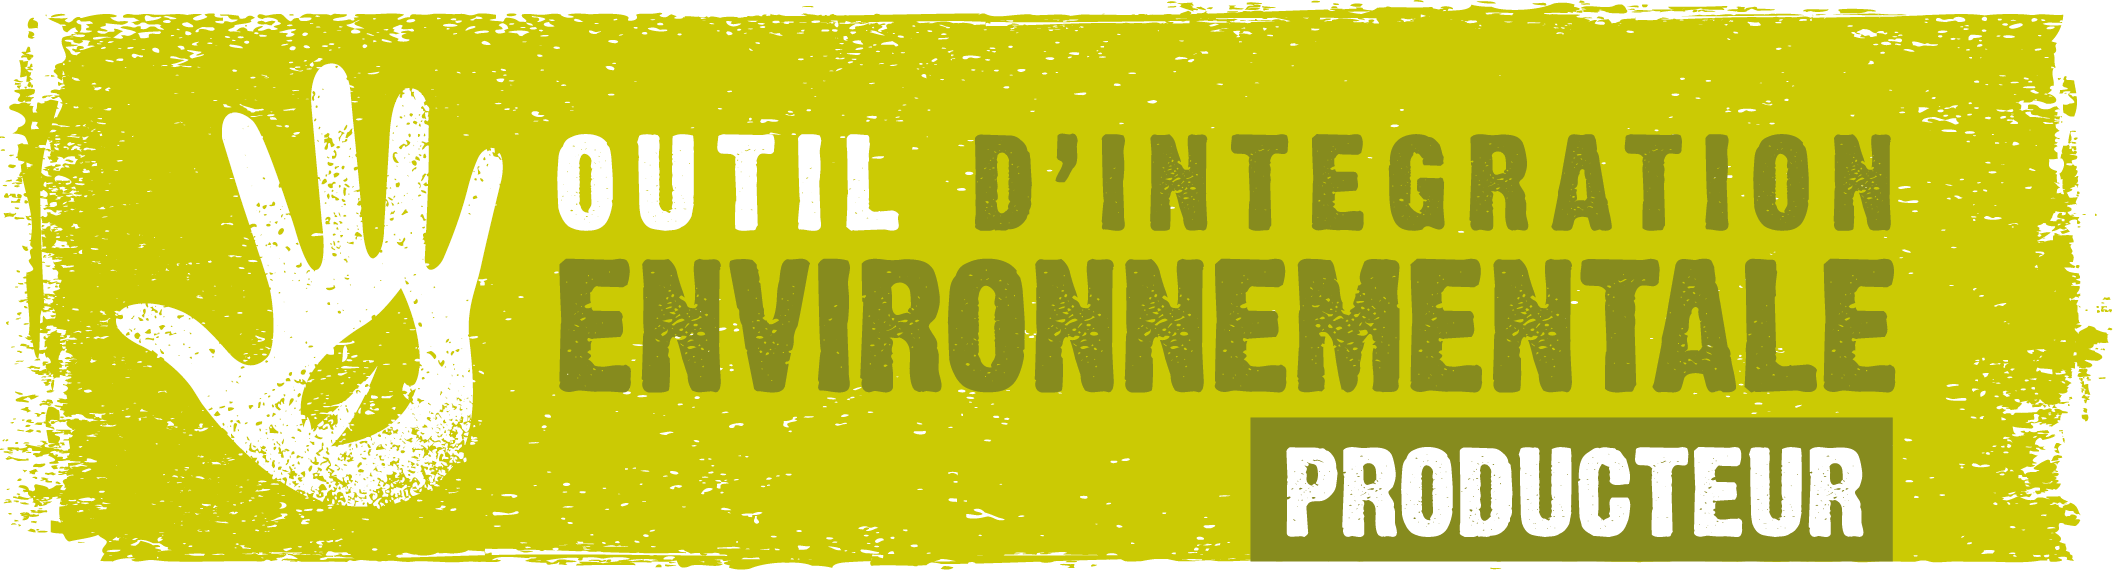 OUTIL D'INTEGRATION
ENVIRONNEMENTALE
PRODUCTEUR